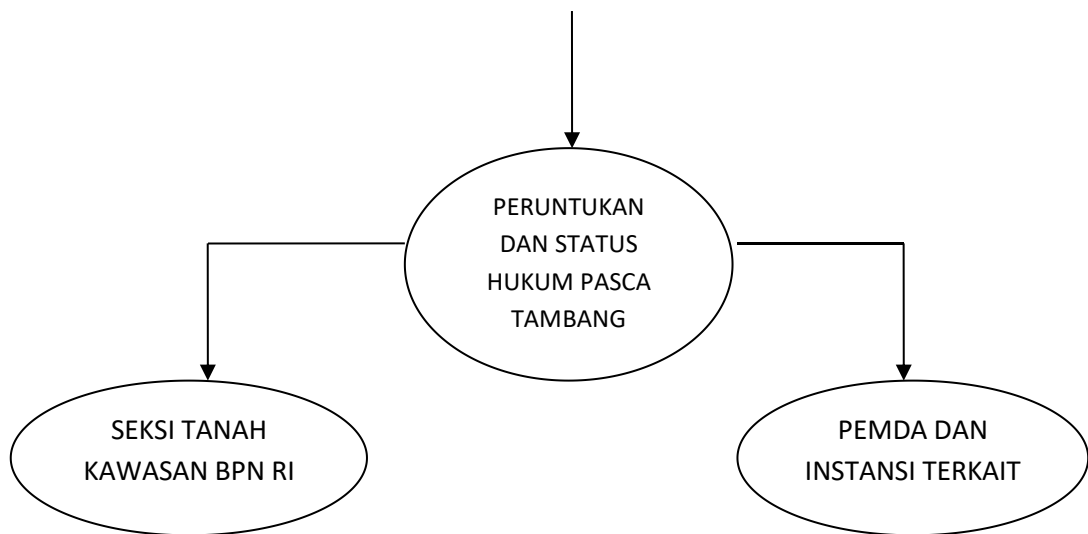 PERUNTUKAN
DAN STATUS
HUKUM PASCA
TAMBANG
SEKSI TANAH
KAWASAN BPN RI
PEMDA DAN
INSTANSI TERKAIT